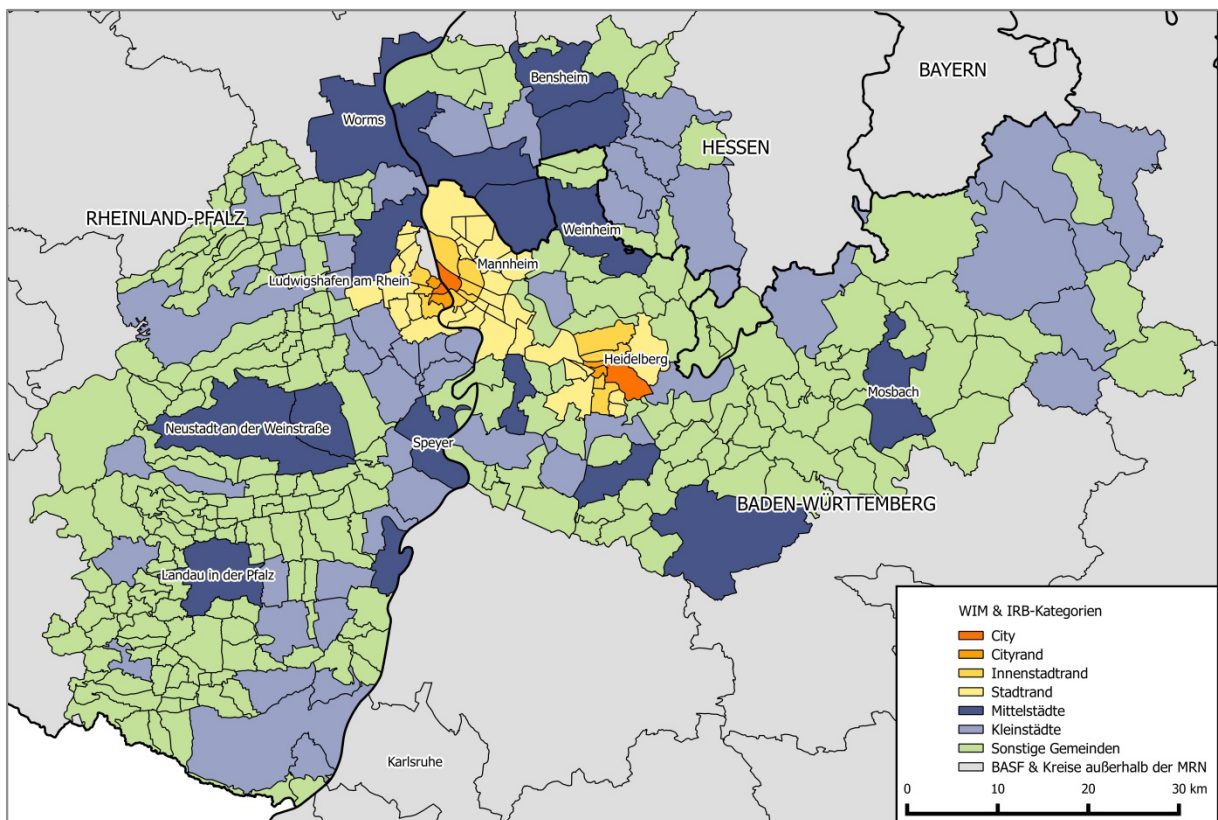 BAYERN
Bensheim
Worms
HESSEN
RHEINLAND-PFALZ
Weinheim
Mannheim
Ludwigshafen am Rhein
Heidelberg
Mosbach
Neustadt an der Weinstraße
Speyer
BADEN-WÜRTTEMBERG
Landau in der Pfalz
Karlsruhe
WIM & IRB-Kategorien
City
Cityrand
Innenstadtrand
Stadtrand
Mittelstädte
Kleinstädte
Sonstige Gemeinden
BASF & Kreise außerhalb der MRN
0 10 20 30 km